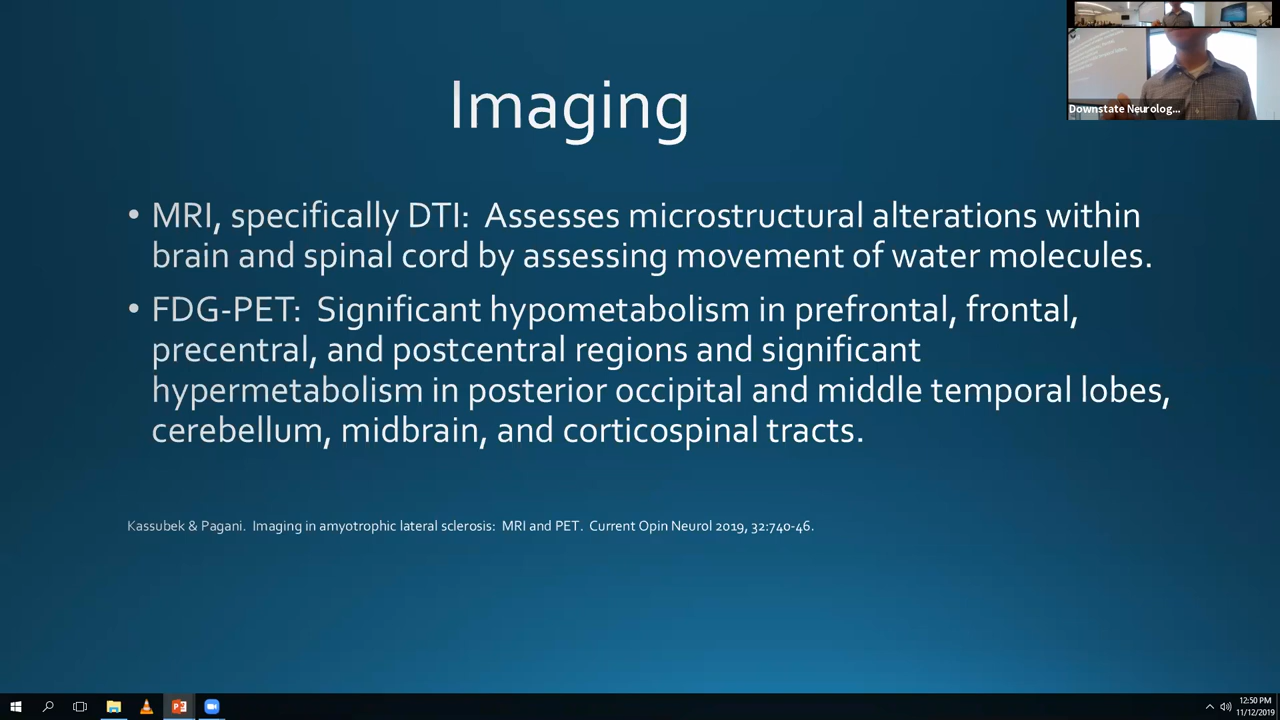 Imaging
Downstate Neurolog...
• MRI, specifically DTI: Assesses microstructural alterations within
brain and spinal cord by assessing movement of water molecules.
• FDG-PET: Significant hypometabolism in prefrontal, frontal,
precentral, and postcentral regions and significant
hypermetabolism in posterior occipital and middle temporal lobes,
cerebellum, midbrain, and corticospinal tracts.
Kassubek & Pagani. Imaging in amyotrophic lateral sclerosis: MRI and PET. Current Opin Neurol 2019, 32:740-46.
12:50 PM
11/12/2019